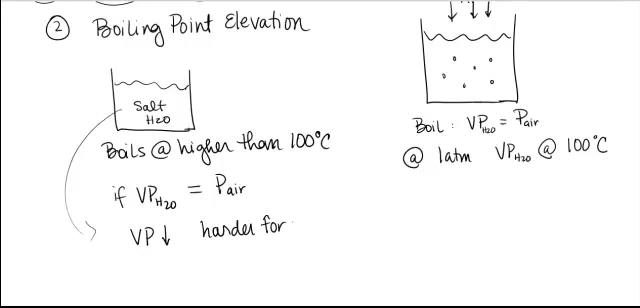 ② Boiling Point Elevation
Salt
H2O
Boils @ higher than 100°C
if VPH2O = Pair
VP↓ harder for
Boil: VPH2O = Pair
@ 1atm VPH2O @ 100°C